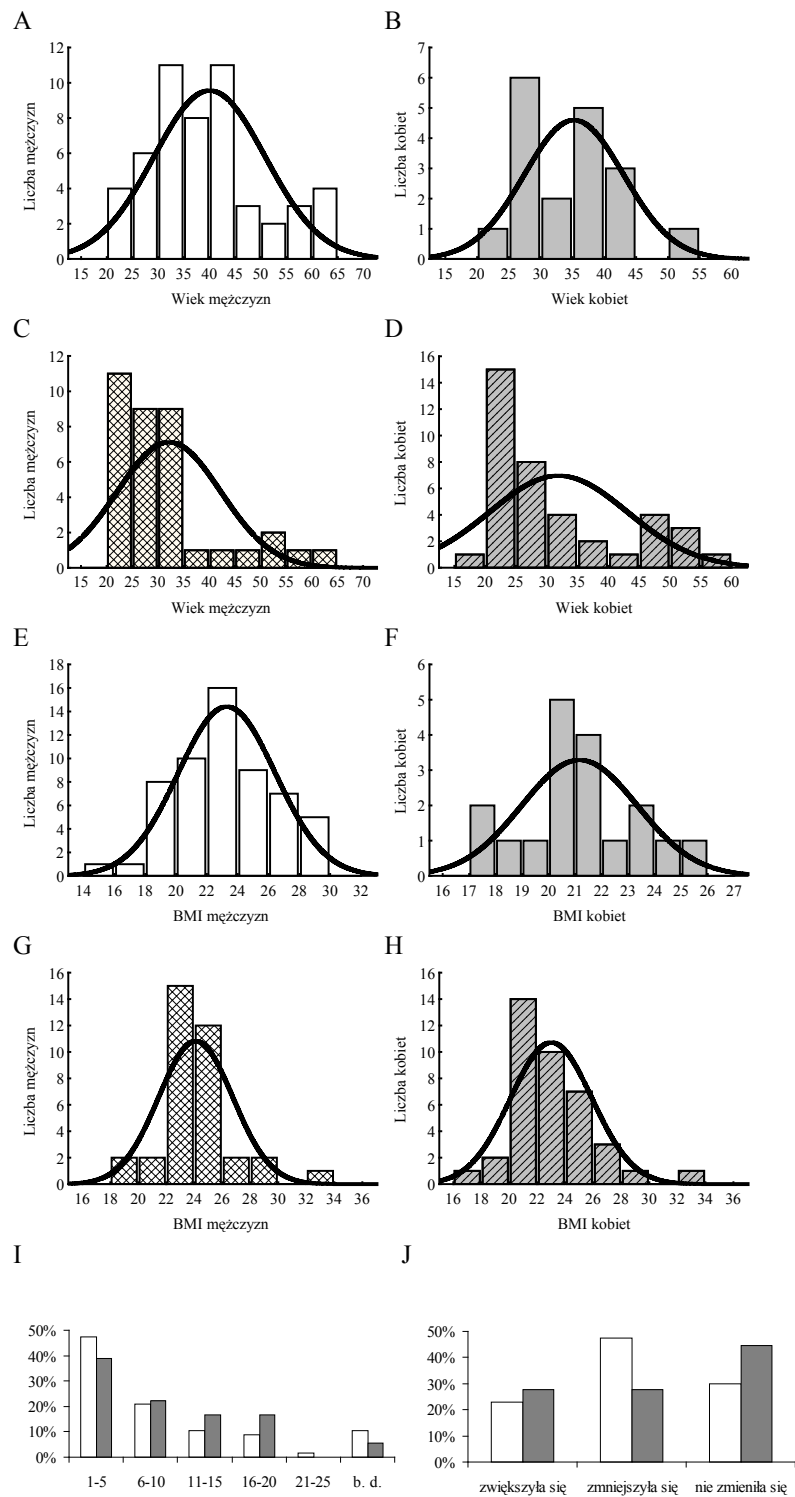 A
Liczba mężczyzn
12
10
8
6
4
2
0
15 20 25 30 35 40 45 50 55 60 65 70
Wiek mężczyzn
B
Liczba kobiet
7
6
5
4
3
2
1
0
15 20 25 30 35 40 45 50 55 60
Wiek kobiet
C
Liczba mężczyzn
12
10
8
6
4
2
0
15 20 25 30 35 40 45 50 55 60 65 70
Wiek mężczyzn
D
Liczba kobiet
16
14
12
10
8
6
4
2
0
15 20 25 30 35 40 45 50 55 60
Wiek kobiet
E
Liczba mężczyzn
18
16
14
12
10
8
6
4
2
0
14 16 18 20 22 24 26 28 30 32
BMI mężczyzn
F
Liczba kobiet
6
5
4
3
2
1
0
16 17 18 19 20 21 22 23 24 25 26 27
BMI kobiet
G
Liczba mężczyzn
16
14
12
10
8
6
4
2
0
16 18 20 22 24 26 28 30 32 34 36
BMI mężczyzn
H
Liczba kobiet
16
14
12
10
8
6
4
2
0
16 18 20 22 24 26 28 30 32 34 36
BMI kobiet
I
50%
40%
30%
20%
10%
0%
1-5 6-10 11-15 16-20 21-25 b. d.
J
50%
40%
30%
20%
10%
0%
zwiększyła się zmniejszyła się nie zmieniła się